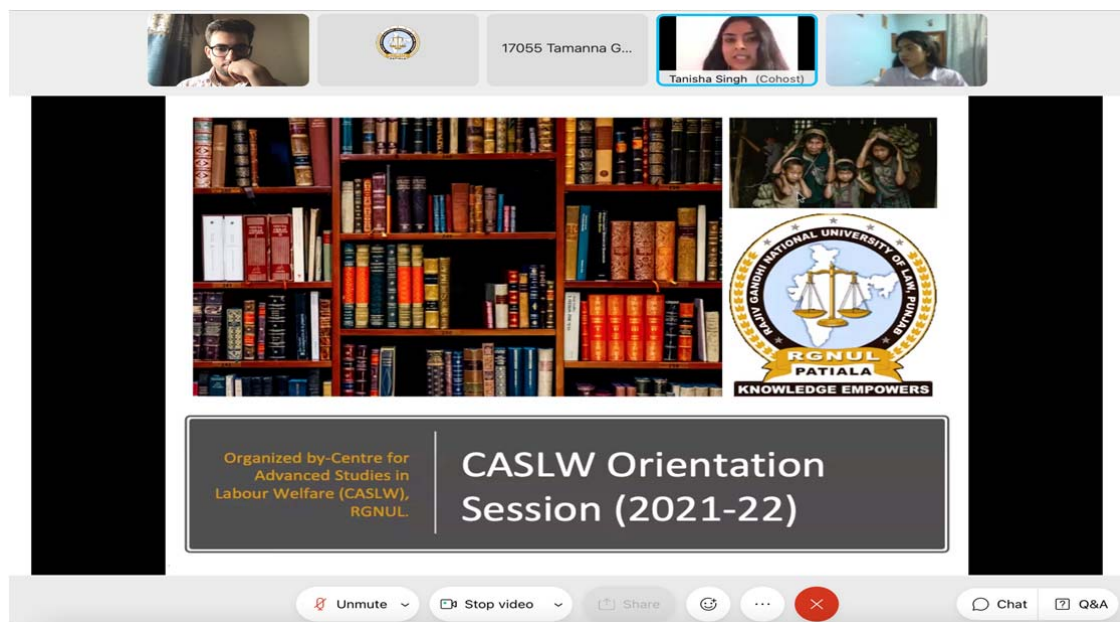 17055 Tamanna G...
Tanisha Singh (Cohost)
RAJIV GANDHI NATIONAL UNIVERSITY OF LAW, PUNJAB
RGNUL
PATIALA
KNOWLEDGE EMPOWERS
Organized by-Centre for
Advanced Studies in
Labour Welfare (CASLW),
RGNUL.
CASLW Orientation
Session (2021-22)
Unmute
Stop video
Share
Chat
Q&A